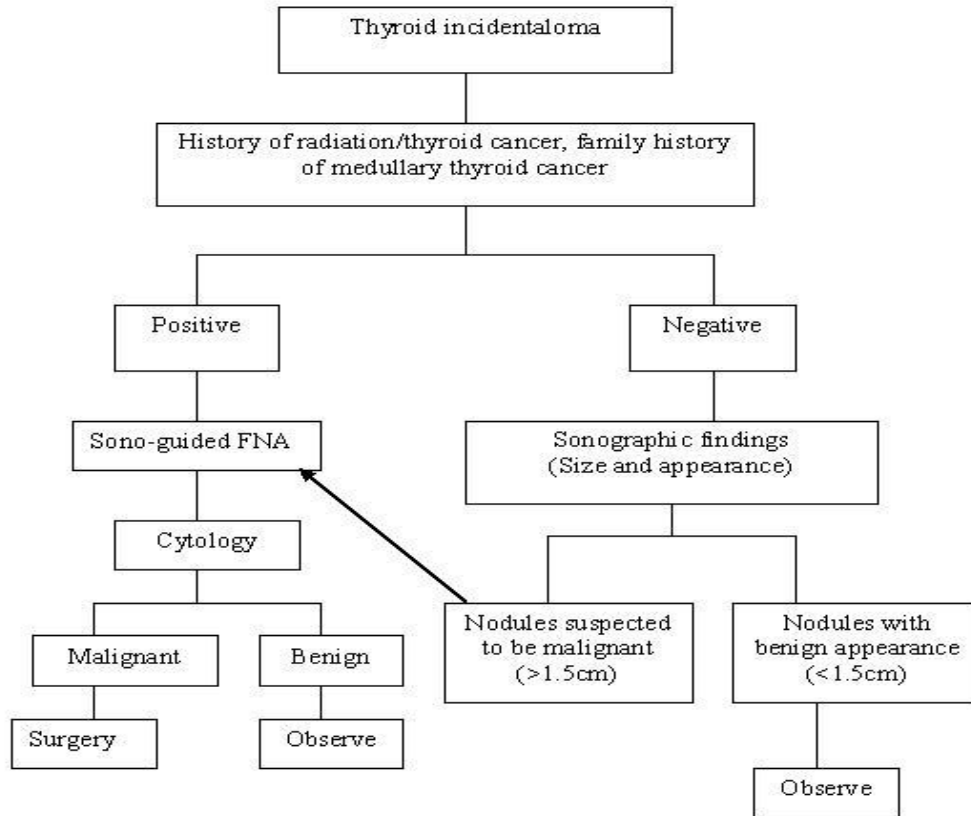 Thyroid incidentaloma
History of radiation/thyroid cancer, family history
of medullary thyroid cancer
Positive
Negative
Sono-guided FNA
Sonographic findings
(Size and appearance)
Cytology
Nodules suspected
to be malignant
(>1.5cm)
Nodules with
benign appearance
(<1.5cm)
Malignant
Benign
Surgery
Observe
Observe